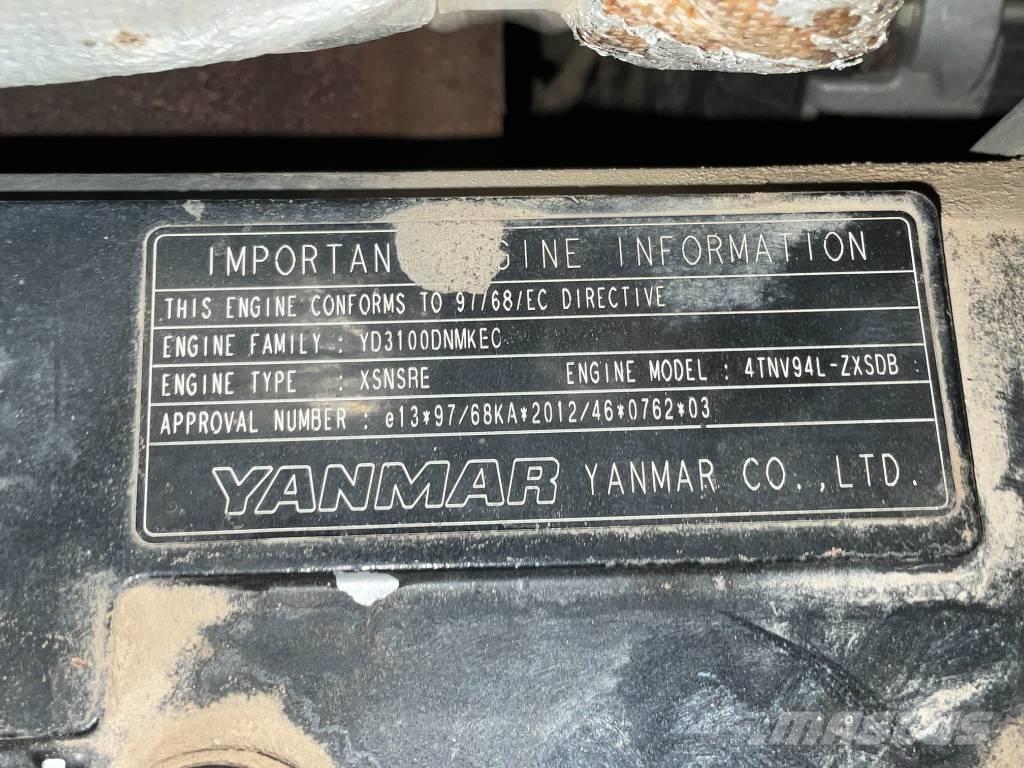 IMPORTAN GINE INFORMATION
THIS ENGINE CONFORMS TO 97/68/EC DIRECTIVE
ENGINE FAMILY : YD3100DNMKEC
ENGINE TYPE : XSNSRE ENGINE MODEL : 4TNV94L-ZXSDB
APPROVAL NUMBER : e13*97/68KA*2012/46*0762*03
YANMAR YANMAR CO.,LTD.
MASCUS